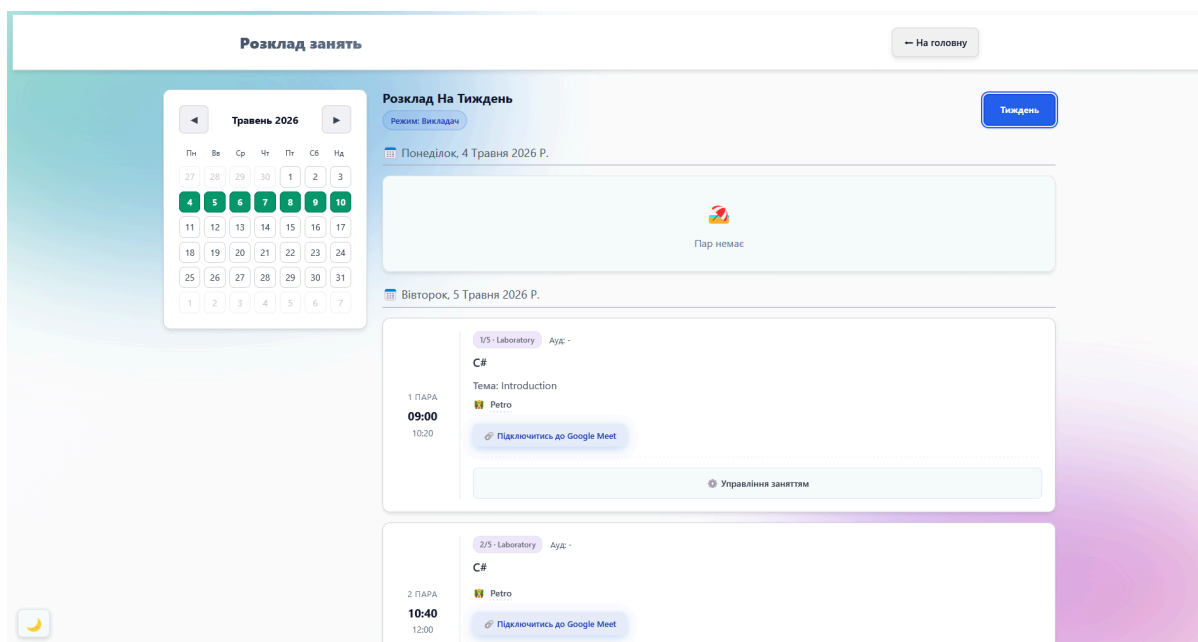 Розклад занять
← На головну
◄ Травень 2026 ►
Пн Вв Ср Чт Пт Сб Нд
27 28 29 30 1 2 3
4 5 6 7 8 9 10
11 12 13 14 15 16 17
18 19 20 21 22 23 24
25 26 27 28 29 30 31
1 2 3 4 5 6 7
Розклад На Тиждень
Режим: Викладач
Тиждень
Понеділок, 4 Травня 2026 Р.
Пар немає
Вівторок, 5 Травня 2026 Р.
1 ПАРА
09:00
10:20
1/5 · Laboratory Ауд: -
C#
Тема: Introduction
Petro
Підключитись до Google Meet
Управління заняттям
2 ПАРА
10:40
12:00
2/5 · Laboratory Ауд: -
C#
Petro
Підключитись до Google Meet